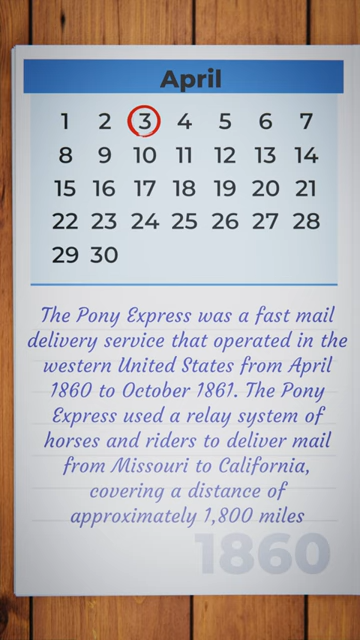 April
1 2 3 4 5 6 7
8 9 10 11 12 13 14
15 16 17 18 19 20 21
22 23 24 25 26 27 28
29 30
The Pony Express was a fast mail
delivery service that operated in the
western United States from April
1860 to October 1861. The Pony
Express used a relay system of
horses and riders to deliver mail
from Missouri to California,
covering a distance of
approximately 1,800 miles
1860